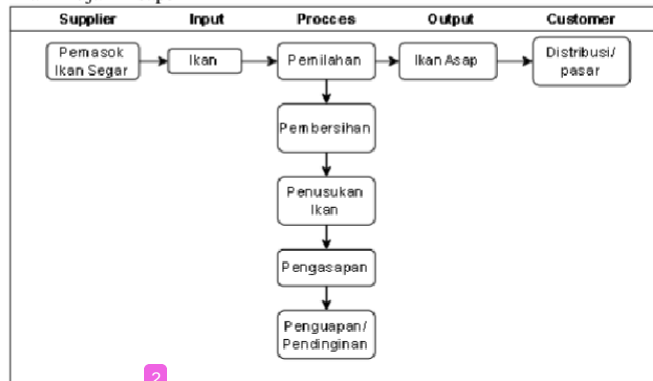 Supplier Input Procces Output Customer
Pemasok
Ikan Segar
Ikan
Pemilahan
Ikan Asap
Distribusi/
pasar
Pembersihan
Penusukan
Ikan
Pengasapan
Penguapan/
Pendinginan
2